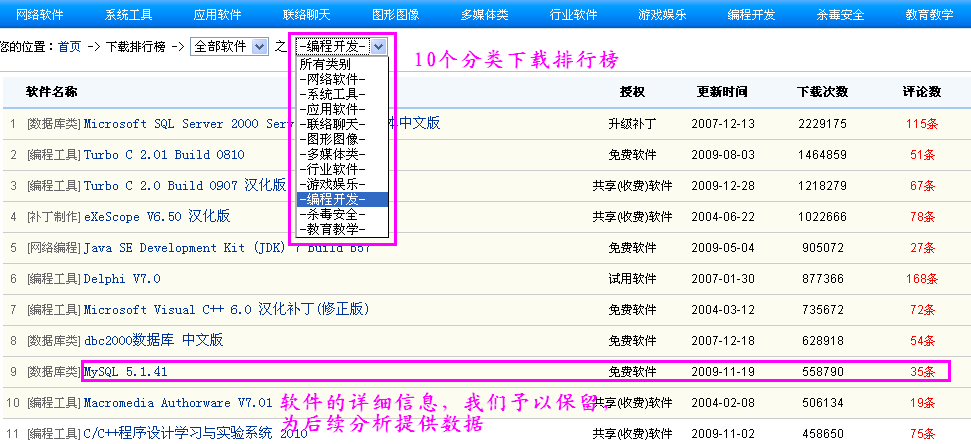 网络软件 系统工具 应用软件 联络聊天 图形图像 多媒体类 行业软件 游戏娱乐 编程开发 杀毒安全 教育教学
您的位置：首页 -> 下载排行榜 -> 全部软件 之 -编程开发-
10个分类下载排行榜
所有类别
-网络软件-
-系统工具-
-应用软件-
-联络聊天-
-图形图像-
-多媒体类-
-行业软件-
-游戏娱乐-
-编程开发-
-杀毒安全-
-教育教学-
软件名称 授权 更新时间 下载次数 评论数
1 [数据库类] Microsoft SQL Server 2000 Serv 中文版 升级补丁 2007-12-13 2229175 115条
2 [编程工具] Turbo C 2.01 Build 0810 免费软件 2009-08-03 1464859 51条
3 [编程工具] Turbo C 2.0 Build 0907 汉化版 共享(收费)软件 2009-12-28 1218279 67条
4 [补丁制作] eXeScope V6.50 汉化版 共享(收费)软件 2004-06-22 1022666 78条
5 [网络编程] Java SE Development Kit (JDK) 7 Build b57 免费软件 2009-05-04 905072 27条
6 [编程工具] Delphi V7.0 试用软件 2007-01-30 877366 168条
7 [编程工具] Microsoft Visual C++ 6.0 汉化补丁(修正版) 免费软件 2004-03-12 735672 72条
8 [数据库类] dbc2000数据库 中文版 免费软件 2007-12-18 628918 54条
9 [数据库类] MySQL 5.1.41 免费软件 2009-11-19 558790 35条
10 [编程工具] Macromedia Authorware V7.01 共享(收费)软件 2004-02-08 506134 19条
软件的详细信息，我们予以保留，
为后续分析提供数据
11 [编程工具] C/C++程序设计学习与实验系统 2010 共享(收费)软件 2009-11-02 458650 75条